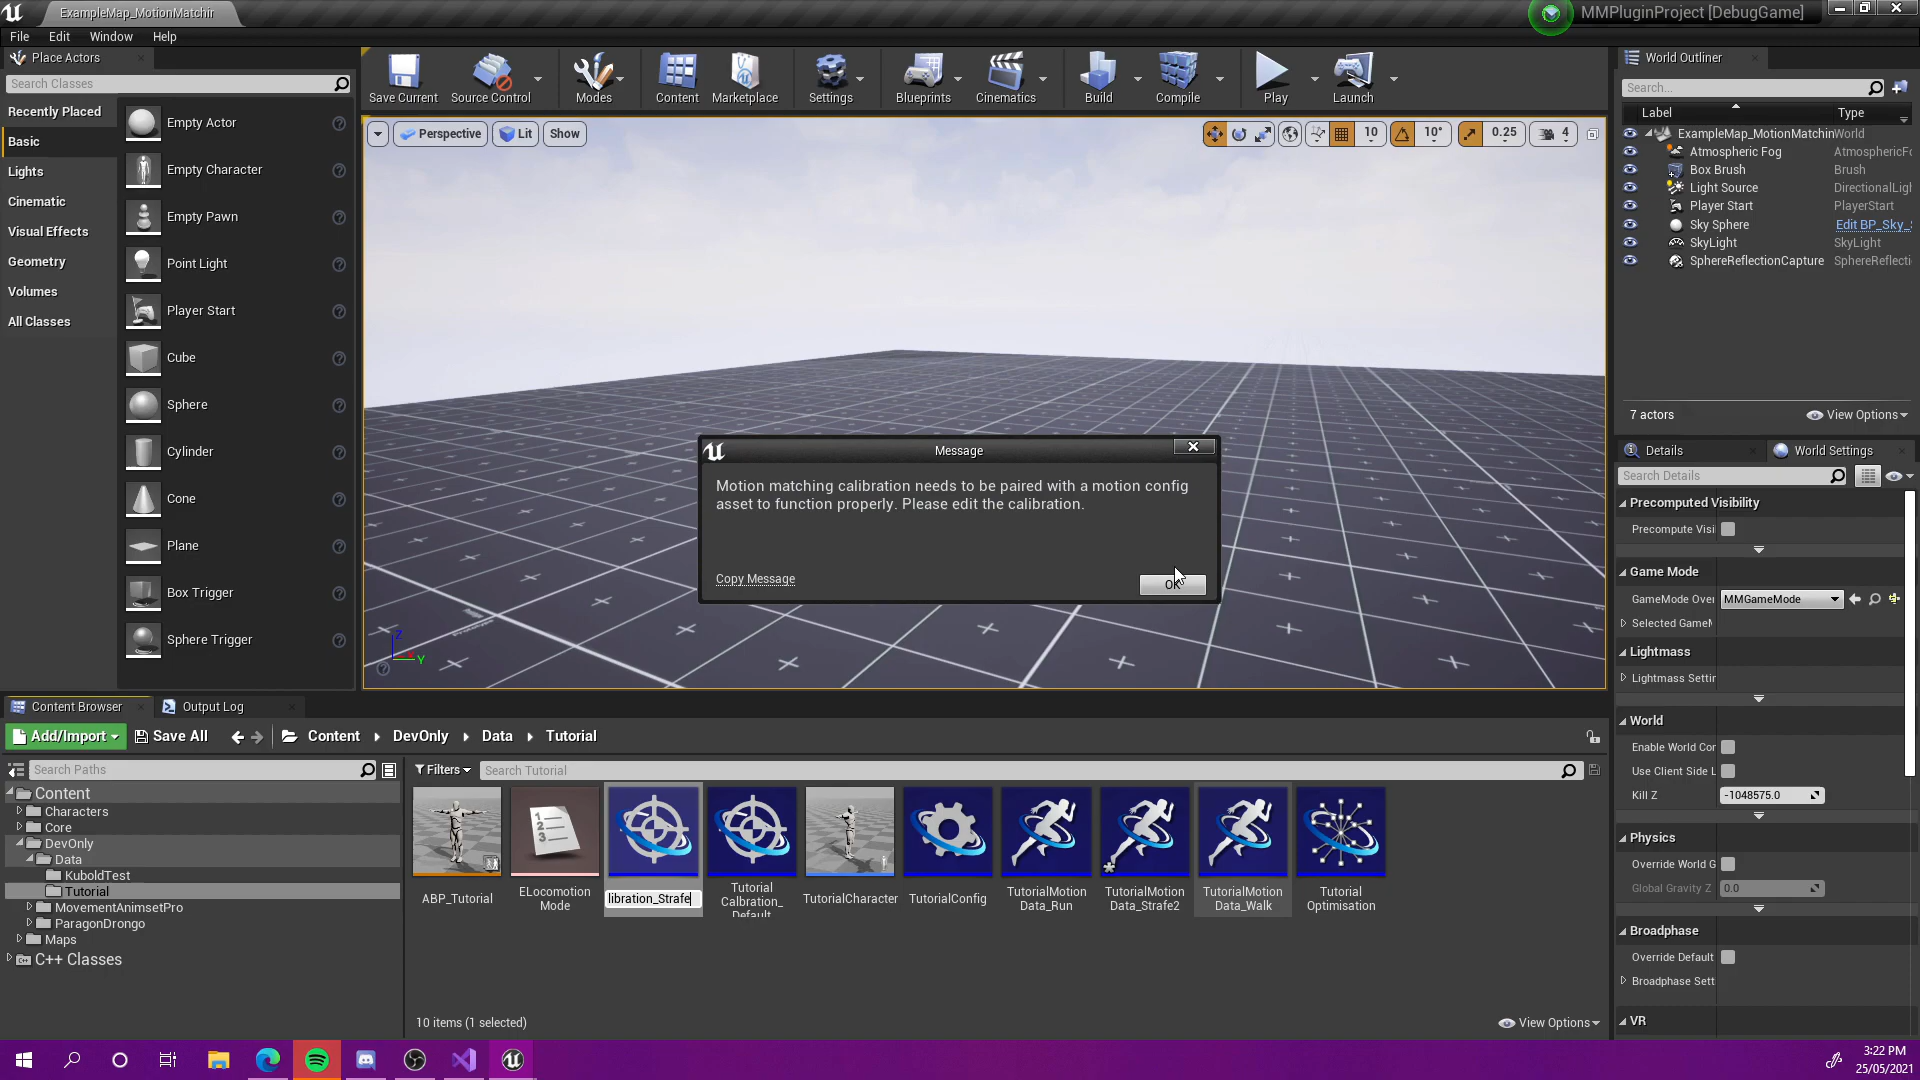 ExampleMap_MotionMatchir
MMPluginProject [DebugGame]
File Edit Window Help
Place Actors
Search Classes
Recently Placed
Basic
Lights
Cinematic
Visual Effects
Geometry
Volumes
All Classes
Empty Actor
Empty Character
Empty Pawn
Point Light
Player Start
Cube
Sphere
Cylinder
Cone
Plane
Box Trigger
Sphere Trigger
Save Current
Source Control
Modes
Content
Marketplace
Settings
Blueprints
Cinematics
Build
Compile
Play
Launch
Perspective Lit Show
10 10° 0.25 4
Message
Motion matching calibration needs to be paired with a motion config
asset to function properly. Please edit the calibration.
Copy Message
OK
Z
Y
World Outliner
Search...
Label Type
ExampleMap_MotionMatchin World
Atmospheric Fog AtmosphericFo
Box Brush Brush
Light Source DirectionalLigh
Player Start PlayerStart
Sky Sphere Edit BP_Sky_S
SkyLight SkyLight
SphereReflectionCapture SphereReflecti
7 actors
View Options
Details
World Settings
Search Details
Precomputed Visibility
Precompute Visi
Game Mode
GameMode Over MMGameMode
Selected GameM
Lightmass
Lightmass Settin
World
Enable World Cor
Use Client Side L
Kill Z -1048575.0
Physics
Override World G
Global Gravity Z 0.0
Broadphase
Override Default
Broadphase Sett
VR
Content Browser
Output Log
Add/Import Save All Content DevOnly Data Tutorial
Search Paths
Filters Search Tutorial
Content
Characters
Core
DevOnly
Data
KuboldTest
Tutorial
MovementAnimsetPro
ParagonDrongo
Maps
C++ Classes
ABP_Tutorial
ELocomotion
Mode
libration_Strafe
Tutorial
Calbration_
Default
TutorialCharacter
TutorialConfig
TutorialMotion
Data_Run
TutorialMotion
Data_Strafe2
TutorialMotion
Data_Walk
Tutorial
Optimisation
10 items (1 selected)
View Options
3:22 PM
25/05/2021